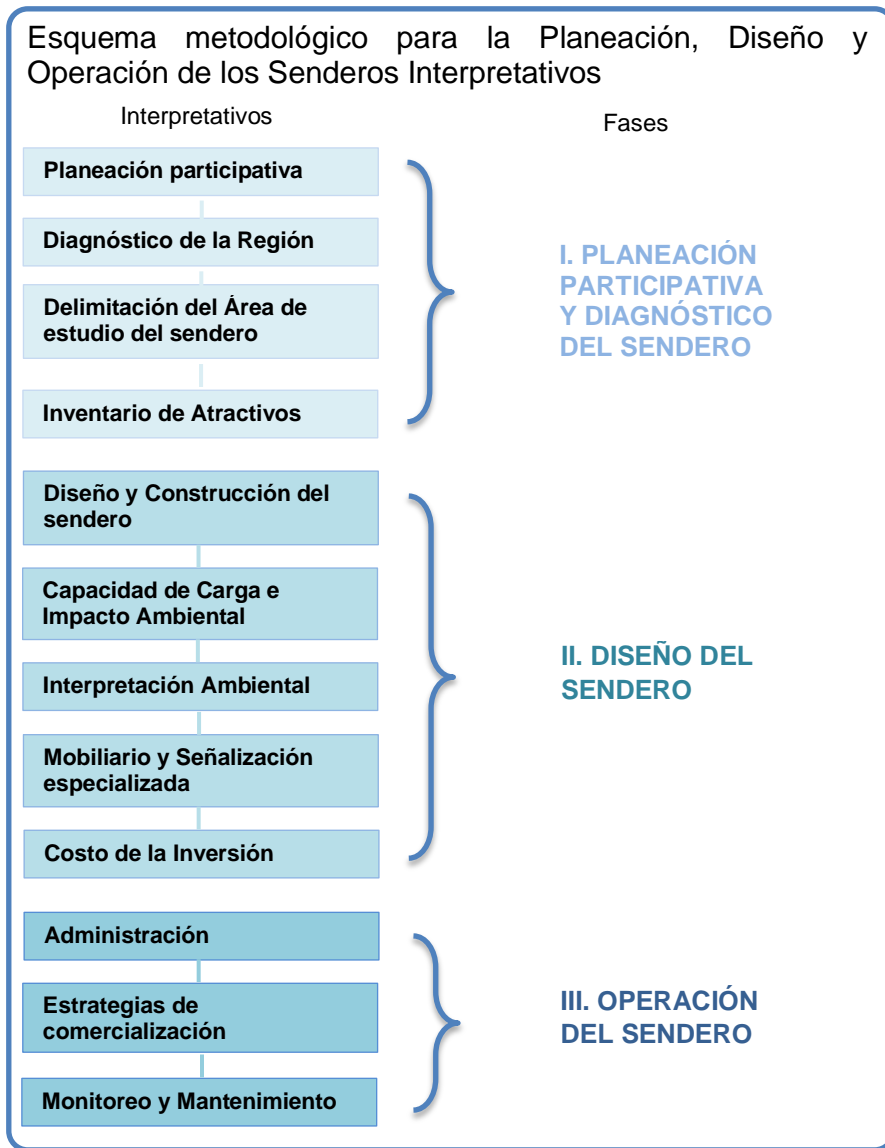 Esquema metodológico para la Planeación, Diseño y
Operación de los Senderos Interpretativos
Interpretativos
Fases
Planeación participativa
Diagnóstico de la Región
Delimitación del Área de
estudio del sendero
Inventario de Atractivos
I. PLANEACIÓN
PARTICIPATIVA
Y DIAGNÓSTICO
DEL SENDERO
Diseño y Construcción del
sendero
Capacidad de Carga e
Impacto Ambiental
Interpretación Ambiental
Mobiliario y Señalización
especializada
Costo de la Inversión
II. DISEÑO DEL
SENDERO
Administración
Estrategias de
comercialización
Monitoreo y Mantenimiento
III. OPERACIÓN
DEL SENDERO